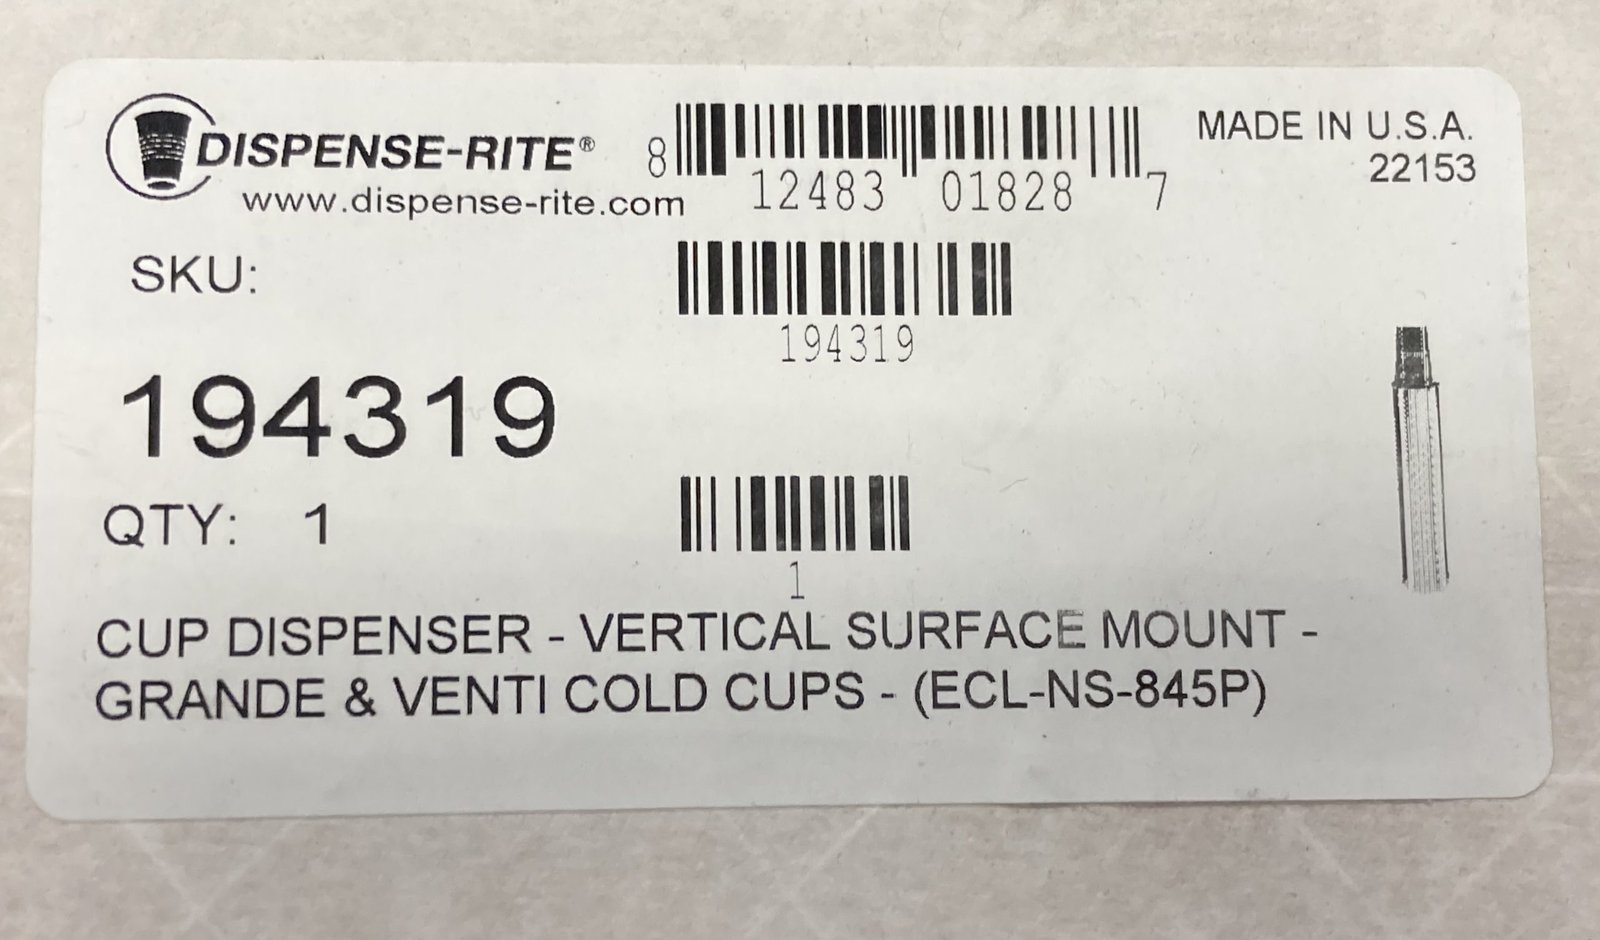 DISPENSE-RITE®
www.dispense-rite.com
8 12483 01828 7
MADE IN U.S.A.
22153
SKU:
194319
194319
QTY: 1
1
CUP DISPENSER - VERTICAL SURFACE MOUNT -
GRANDE & VENTI COLD CUPS - (ECL-NS-845P)